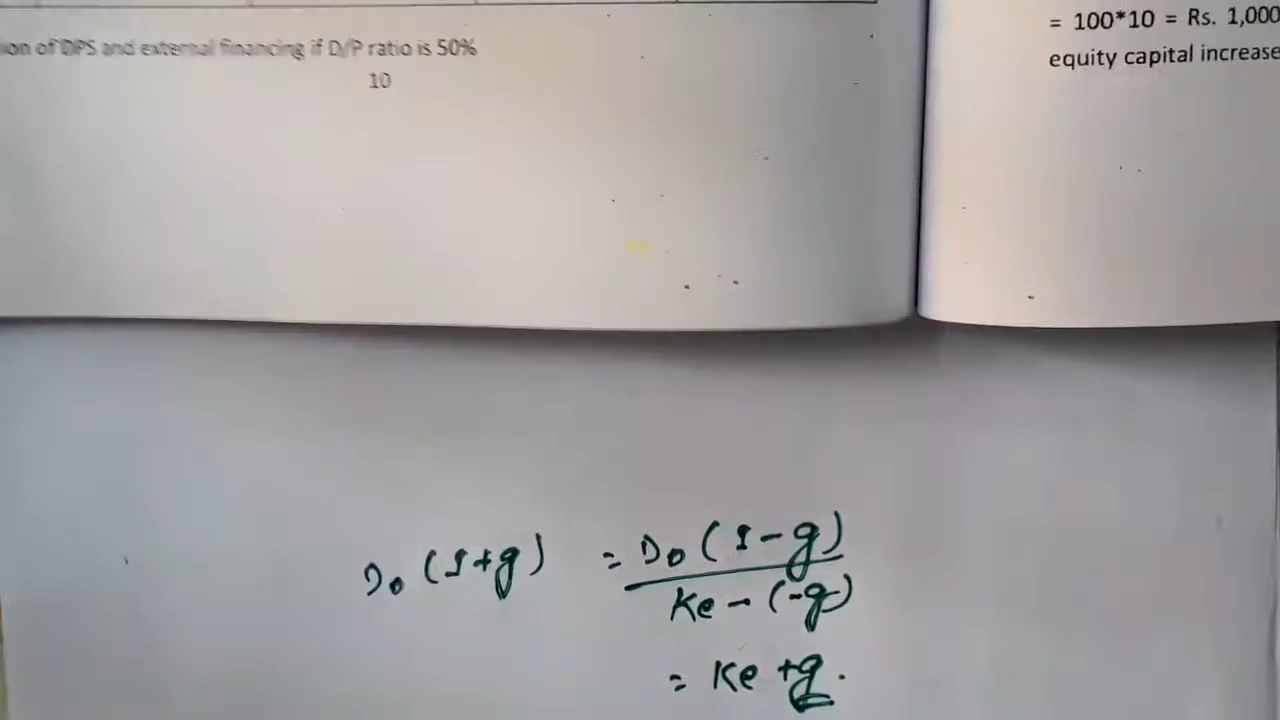 ion of DPS and external financing if D/P ratio is 50%
10
= 100*10 = Rs. 1,000
equity capital increase
D₀ (1+g) = D₀ (1-g)
Ke - (-g)
= Ke +g.